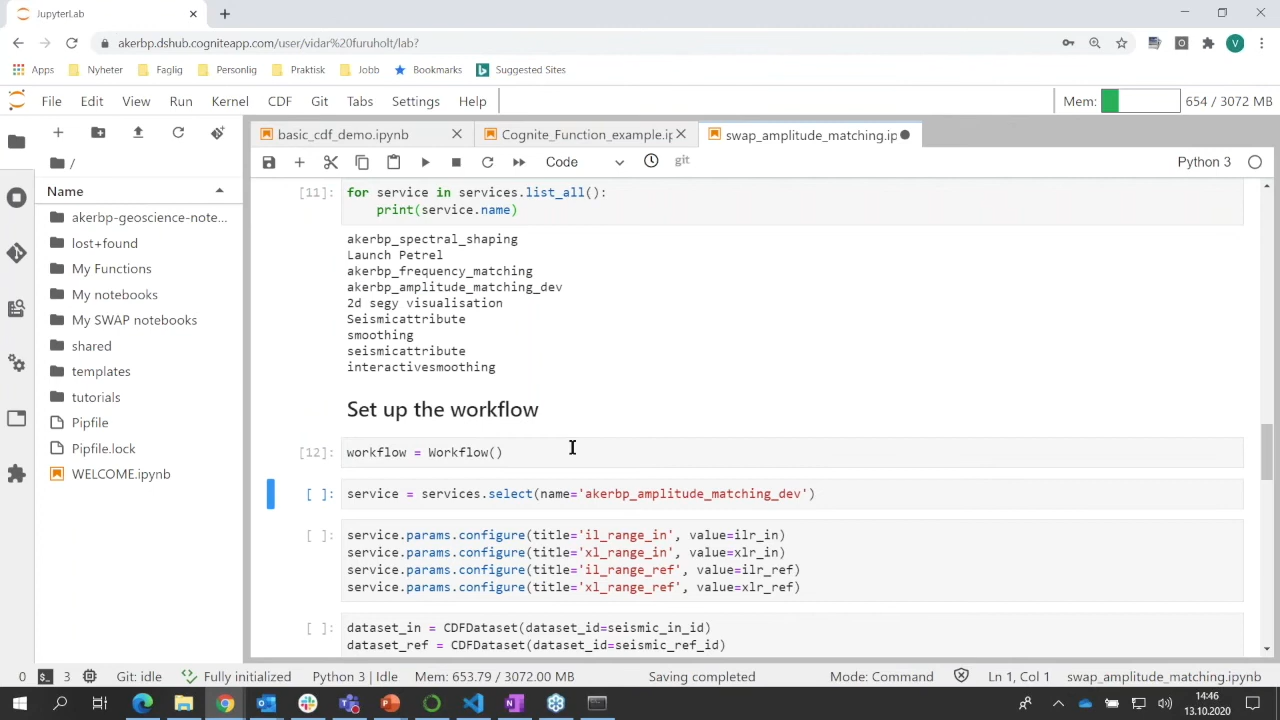 JupyterLab
akerbp.dshub.cogniteapp.com/user/vidar%20furuholt/lab?
V
Apps Nyheter Faglig Personlig Praktisk Jobb Bookmarks Suggested Sites
File Edit View Run Kernel CDF Git Tabs Settings Help
Mem: 654 / 3072 MB
basic_cdf_demo.ipynb
Cognite_Function_example.ip
swap_amplitude_matching.ip
Code
git
Python 3
/
Name
akerbp-geoscience-note...
lost+found
My Functions
My notebooks
My SWAP notebooks
shared
templates
tutorials
Pipfile
Pipfile.lock
WELCOME.ipynb
[11]: for service in services.list_all():
print(service.name)
akerbp_spectral_shaping
Launch Petrel
akerbp_frequency_matching
akerbp_amplitude_matching_dev
2d segy visualisation
Seismicattribute
smoothing
seismicattribute
interactivesmoothing
Set up the workflow
[12]: workflow = Workflow()
[ ]: service = services.select(name='akerbp_amplitude_matching_dev')
[ ]: service.params.configure(title='il_range_in', value=ilr_in)
service.params.configure(title='xl_range_in', value=xlr_in)
service.params.configure(title='il_range_ref', value=ilr_ref)
service.params.configure(title='xl_range_ref', value=xlr_ref)
[ ]: dataset_in = CDFDataset(dataset_id=seismic_in_id)
dataset_ref = CDFDataset(dataset_id=seismic_ref_id)
0 3 Git: idle Fully initialized Python 3 | Idle Mem: 653.79 / 3072.00 MB Saving completed Mode: Command Ln 1, Col 1 swap_amplitude_matching.ipynb
14:46
13.10.2020